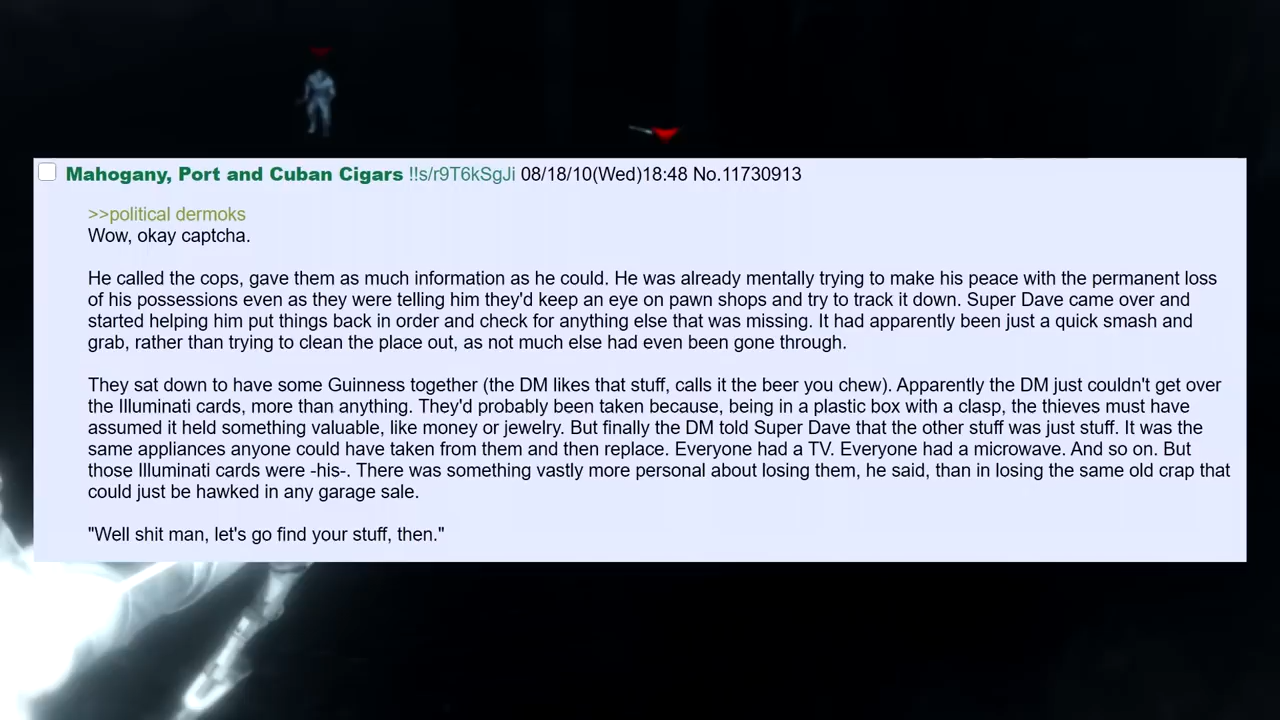 Mahogany, Port and Cuban Cigars !!s/r9T6kSgJi 08/18/10(Wed)18:48 No.11730913
>>political dermoks
Wow, okay captcha.
He called the cops, gave them as much information as he could. He was already mentally trying to make his peace with the permanent loss
of his possessions even as they were telling him they'd keep an eye on pawn shops and try to track it down. Super Dave came over and
started helping him put things back in order and check for anything else that was missing. It had apparently been just a quick smash and
grab, rather than trying to clean the place out, as not much else had even been gone through.
They sat down to have some Guinness together (the DM likes that stuff, calls it the beer you chew). Apparently the DM just couldn't get over
the Illuminati cards, more than anything. They'd probably been taken because, being in a plastic box with a clasp, the thieves must have
assumed it held something valuable, like money or jewelry. But finally the DM told Super Dave that the other stuff was just stuff. It was the
same appliances anyone could have taken from them and then replace. Everyone had a TV. Everyone had a microwave. And so on. But
those Illuminati cards were -his-. There was something vastly more personal about losing them, he said, than in losing the same old crap that
could just be hawked in any garage sale.
"Well shit man, let's go find your stuff, then."